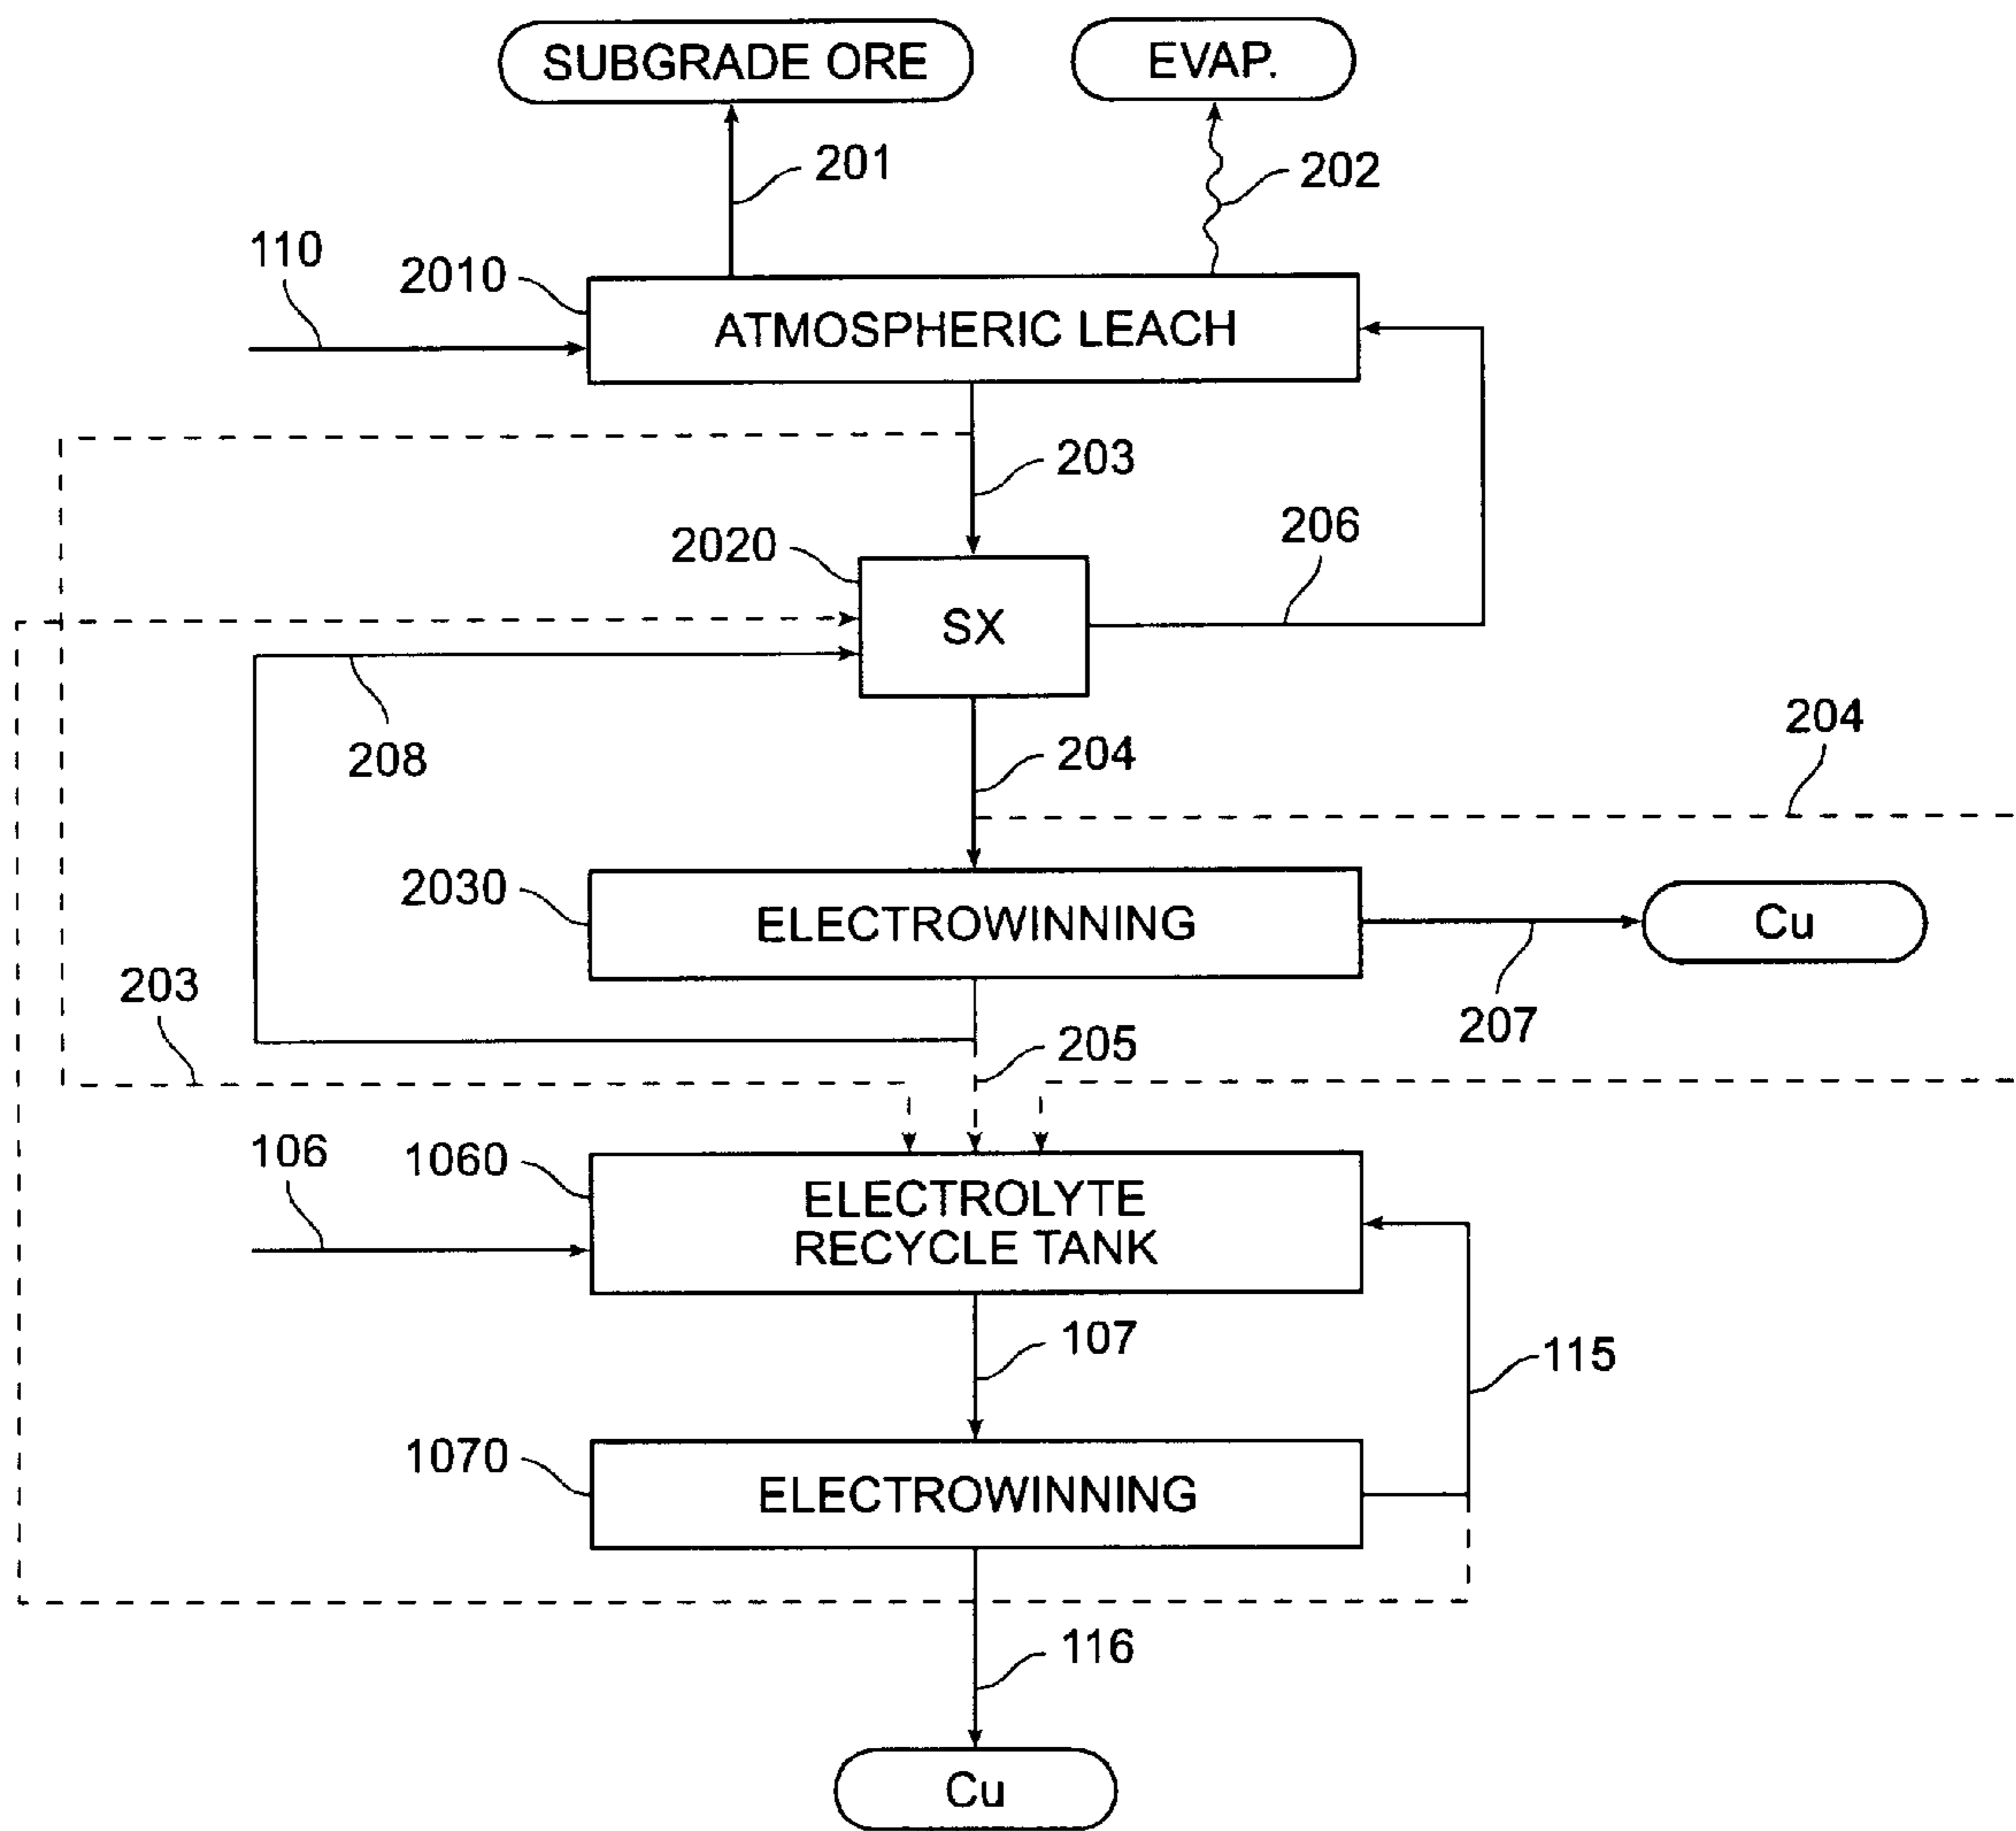 SUBGRADE ORE
EVAP.
201
202
110
2010
ATMOSPHERIC LEACH
203
2020
206
SX
208
204
204
2030
ELECTROWINNING
Cu
203
207
205
106
1060
ELECTROLYTE
RECYCLE TANK
107
115
1070
ELECTROWINNING
116
Cu